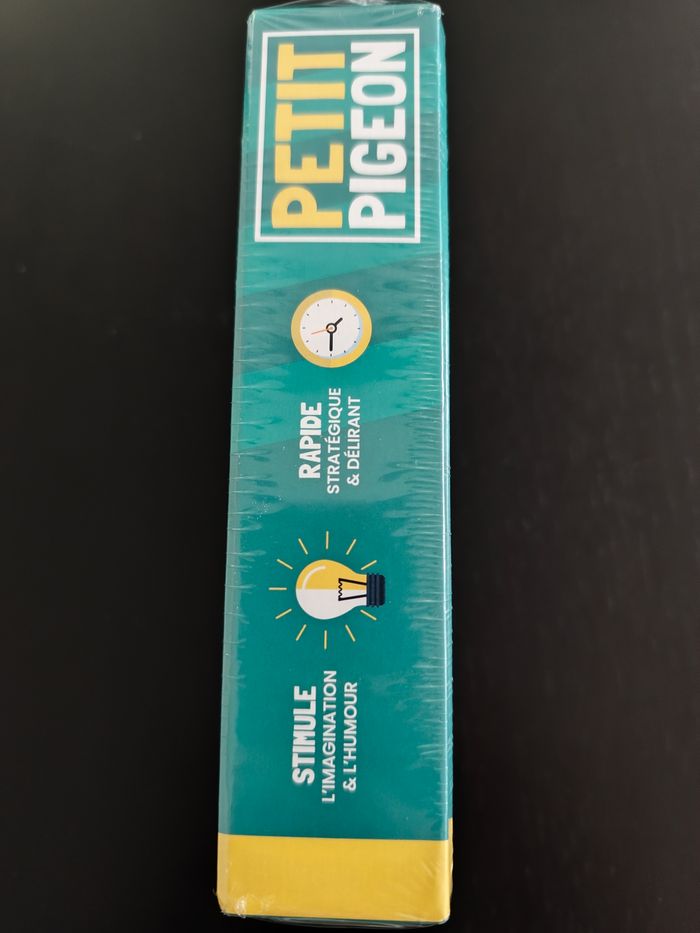 PETIT
PIGEON
RAPIDE
STRATÉGIQUE
& DÉLIRANT
STIMULE
L'IMAGINATION
& L'HUMOUR